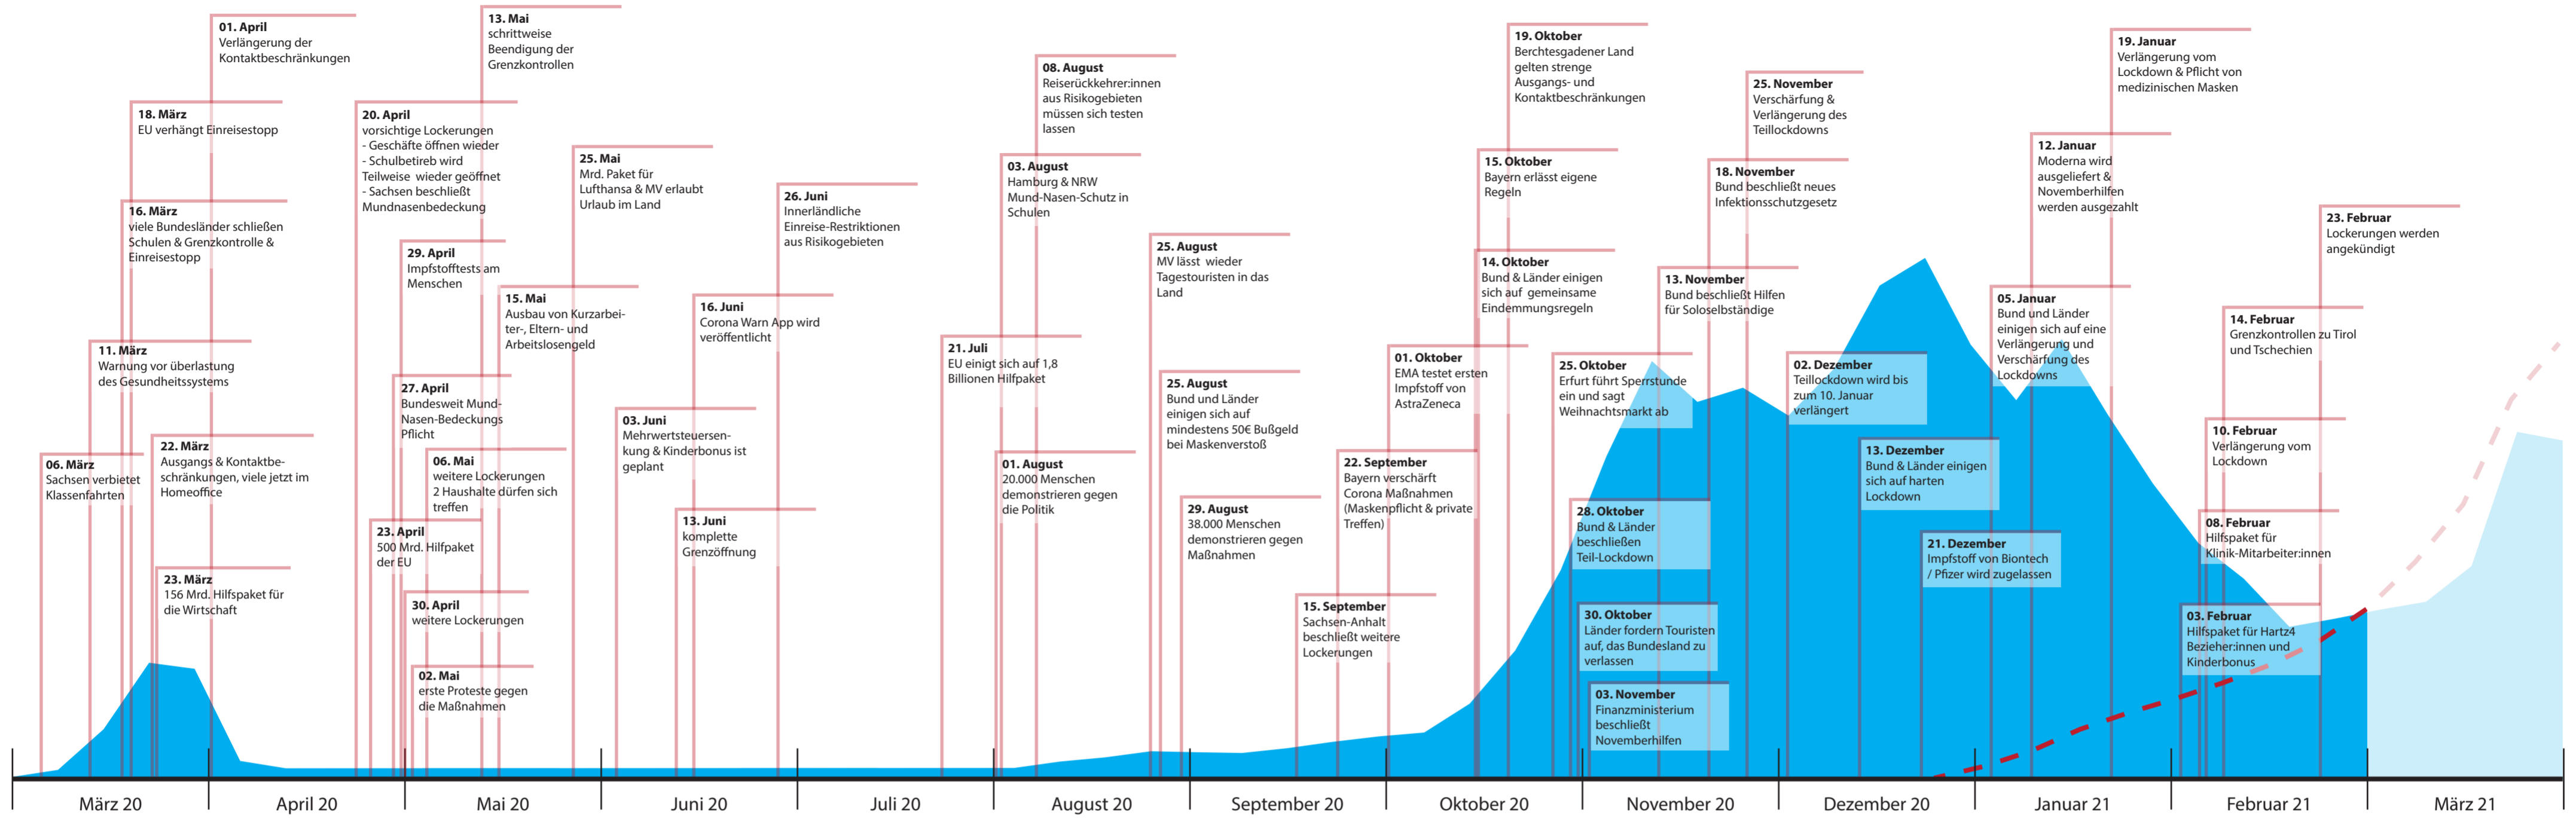 01. April
Verlängerung der
Kontaktbeschränkungen
18. März
EU verhängt Einreisestopp
16. März
viele Bundesländer schließen
Schulen & Grenzkontrolle &
Einreisestopp
11. März
Warnung vor überlastung
des Gesundheitssystems
06. März
Sachsen verbietet
Klassenfahrten
22. März
Ausgangs & Kontaktbe-
schränkungen, viele jetzt im
Homeoffice
23. März
156 Mrd. Hilfspaket für
die Wirtschaft
13. Mai
schrittweise
Beendigung der
Grenzkontrollen
20. April
vorsichtige Lockerungen
- Geschäfte öffnen wieder
- Schulbetireb wird
Teilweise wieder geöffnet
- Sachsen beschließt
Mundnasenbedeckung
29. April
Impfstofftests am
Menschen
15. Mai
Ausbau von Kurzarbei-
ter-, Eltern- und
Arbeitslosengeld
27. April
Bundesweit Mund-
Nasen-Bedeckungs
Pflicht
06. Mai
weitere Lockerungen
2 Haushalte dürfen sich
treffen
23. April
500 Mrd. Hilfpaket
der EU
30. April
weitere Lockerungen
02. Mai
erste Proteste gegen
die Maßnahmen
25. Mai
Mrd. Paket für
Lufthansa & MV erlaubt
Urlaub im Land
26. Juni
Innerländliche
Einreise-Restriktionen
aus Risikogebieten
16. Juni
Corona Warn App wird
veröffentlicht
03. Juni
Mehrwertsteuersen-
kung & Kinderbonus ist
geplant
13. Juni
komplette
Grenzöffnung
08. August
Reiserückkehrer:innen
aus Risikogebieten
müssen sich testen
lassen
03. August
Hamburg & NRW
Mund-Nasen-Schutz in
Schulen
21. Juli
EU einigt sich auf 1,8
Billionen Hilfpaket
01. August
20.000 Menschen
demonstrieren gegen
die Politik
25. August
MV lässt wieder
Tagestouristen in das
Land
25. August
Bund und Länder
einigen sich auf
mindestens 50€ Bußgeld
bei Maskenverstoß
29. August
38.000 Menschen
demonstrieren gegen
Maßnahmen
15. September
Sachsen-Anhalt
beschließt weitere
Lockerungen
22. September
Bayern verschärft
Corona Maßnahmen
(Maskenpflicht & private
Treffen)
01. Oktober
EMA testet ersten
Impfstoff von
AstraZeneca
19. Oktober
Berchtesgadener Land
gelten strenge
Ausgangs- und
Kontaktbeschränkungen
15. Oktober
Bayern erlässt eigene
Regeln
14. Oktober
Bund & Länder einigen
sich auf gemeinsame
Eindemmungsregeln
25. Oktober
Erfurt führt Sperrstunde
ein und sagt
Weihnachtsmarkt ab
28. Oktober
Bund & Länder
beschließen
Teil-Lockdown
30. Oktober
Länder fordern Touristen
auf, das Bundesland zu
verlassen
03. November
Finanzministerium
beschließt
Novemberhilfen
25. November
Verschärfung &
Verlängerung des
Teillockdowns
18. November
Bund beschließt neues
Infektionsschutzgesetz
13. November
Bund beschließt Hilfen
für Soloselbständige
02. Dezember
Teillockdown wird bis
zum 10. Januar
verlängert
13. Dezember
Bund & Länder einigen
sich auf harten
Lockdown
21. Dezember
Impfstoff von Biontech
/ Pfizer wird zugelassen
19. Januar
Verlängerung vom
Lockdown & Pflicht von
medizinischen Masken
12. Januar
Moderna wird
ausgeliefert &
Novemberhilfen
werden ausgezahlt
05. Januar
Bund und Länder
einigen sich auf eine
Verlängerung und
Verschärfung des
Lockdowns
23. Februar
Lockerungen werden
angekündigt
14. Februar
Grenzkontrollen zu Tirol
und Tschechien
10. Februar
Verlängerung vom
Lockdown
08. Februar
Hilfspaket für
Klinik-Mitarbeiter:innen
03. Februar
Hilfspaket für Hartz4
Bezieher:innen und
Kinderbonus
März 20
April 20
Mai 20
Juni 20
Juli 20
August 20
September 20
Oktober 20
November 20
Dezember 20
Januar 21
Februar 21
März 21